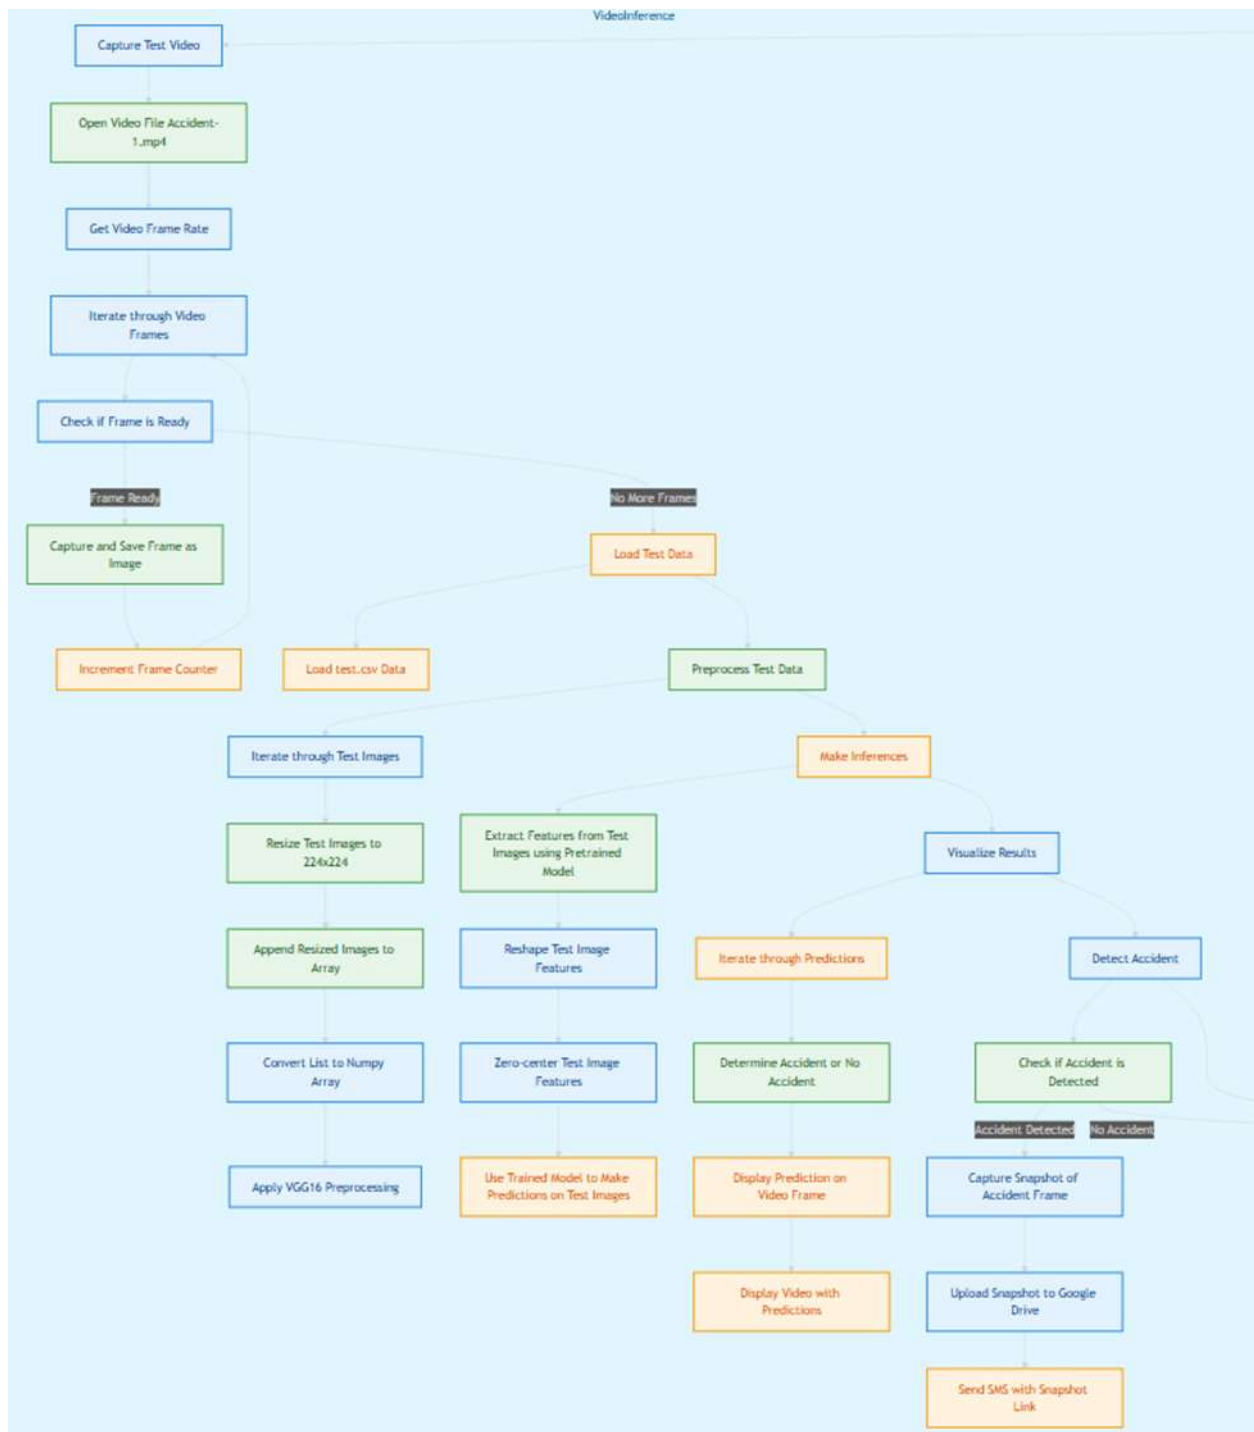 VideoInference
Capture Test Video
Open Video File Accident-
1.mp4
Get Video Frame Rate
Iterate through Video
Frames
Check if Frame is Ready
Frame Ready
No More Frames
Capture and Save Frame as
Image
Load Test Data
Increment Frame Counter
Load test.csv Data
Preprocess Test Data
Iterate through Test Images
Make Inferences
Resize Test Images to
224x224
Extract Features from Test
Images using Pretrained
Model
Visualize Results
Append Resized Images to
Array
Reshape Test Image
Features
Iterate through Predictions
Detect Accident
Convert List to Numpy
Array
Zero-center Test Image
Features
Determine Accident or No
Accident
Check if Accident is
Detected
Accident Detected
No Accident
Apply VGG16 Preprocessing
Use Trained Model to Make
Predictions on Test Images
Display Prediction on
Video Frame
Capture Snapshot of
Accident Frame
Display Video with
Predictions
Upload Snapshot to Google
Drive
Send SMS with Snapshot
Link